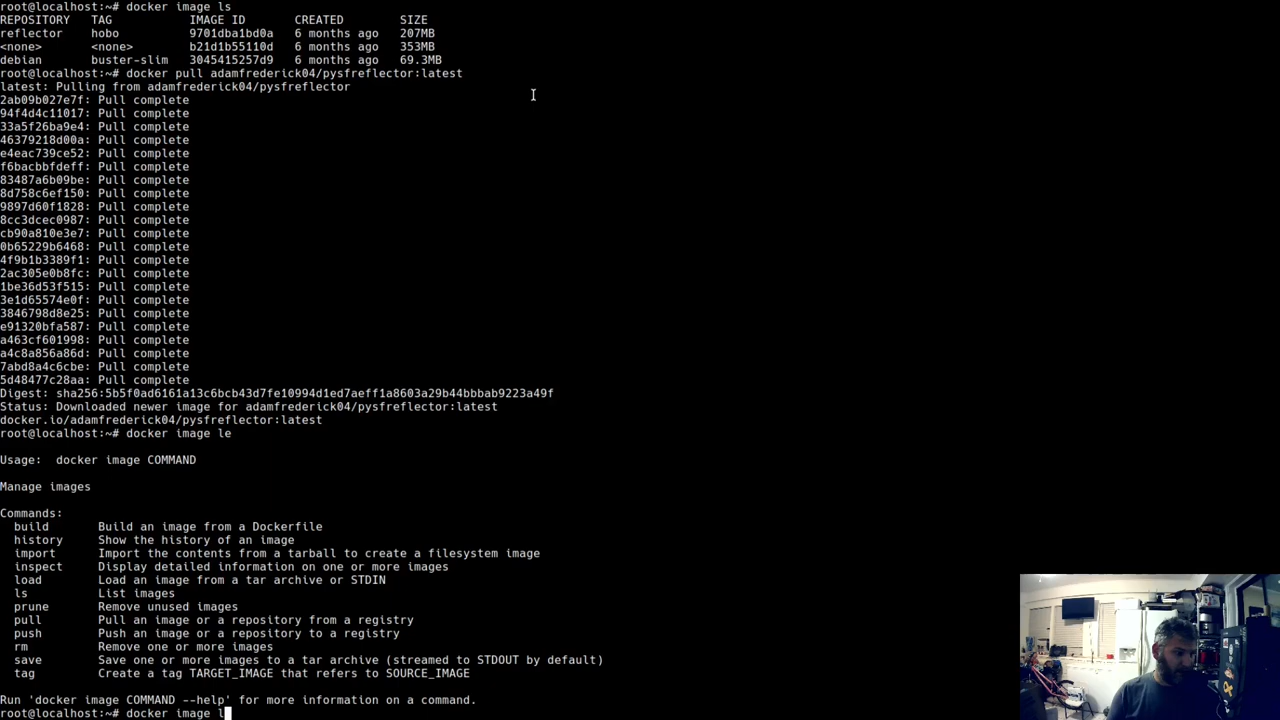 root@localhost:~# docker image ls
REPOSITORY   TAG           IMAGE ID       CREATED        SIZE
reflector    hobo          9701dba1bd0a   6 months ago   207MB
<none>       <none>        b21d1b55110d   6 months ago   353MB
debian       buster-slim   3045415257d9   6 months ago   69.3MB
root@localhost:~# docker pull adamfrederick04/pysfreflector:latest
latest: Pulling from adamfrederick04/pysfreflector
2ab09b027e7f: Pull complete
94f4d4c11017: Pull complete
33a5f26ba9e4: Pull complete
46379218d00a: Pull complete
e4eac739ce52: Pull complete
f6bacbbfdeff: Pull complete
83487a6b09be: Pull complete
8d758c6ef150: Pull complete
9897d60f1828: Pull complete
8cc3dcec0987: Pull complete
cb90a810e3e7: Pull complete
0b65229b6468: Pull complete
4f9b1b3389f1: Pull complete
2ac305e0b8fc: Pull complete
1be36d53f515: Pull complete
3e1d65574e0f: Pull complete
3846798d8e25: Pull complete
e91320bfa587: Pull complete
a463cf601998: Pull complete
a4c8a856a86d: Pull complete
7abd8a4c6cbe: Pull complete
5d48477c28aa: Pull complete
Digest: sha256:5b5f0ad6161a13c6bcb43d7fe10994d1ed7aeff1a8603a29b44bbbab9223a49f
Status: Downloaded newer image for adamfrederick04/pysfreflector:latest
docker.io/adamfrederick04/pysfreflector:latest
root@localhost:~# docker image le
Usage:  docker image COMMAND
Manage images
Commands:
  build       Build an image from a Dockerfile
  history     Show the history of an image
  import      Import the contents from a tarball to create a filesystem image
  inspect     Display detailed information on one or more images
  load        Load an image from a tar archive or STDIN
  ls          List images
  prune       Remove unused images
  pull        Pull an image or a repository from a registry
  push        Push an image or a repository to a registry
  rm          Remove one or more images
  save        Save one or more images to a tar archive (streamed to STDOUT by default)
  tag         Create a tag TARGET_IMAGE that refers to SOURCE_IMAGE
Run 'docker image COMMAND --help' for more information on a command.
root@localhost:~# docker image l